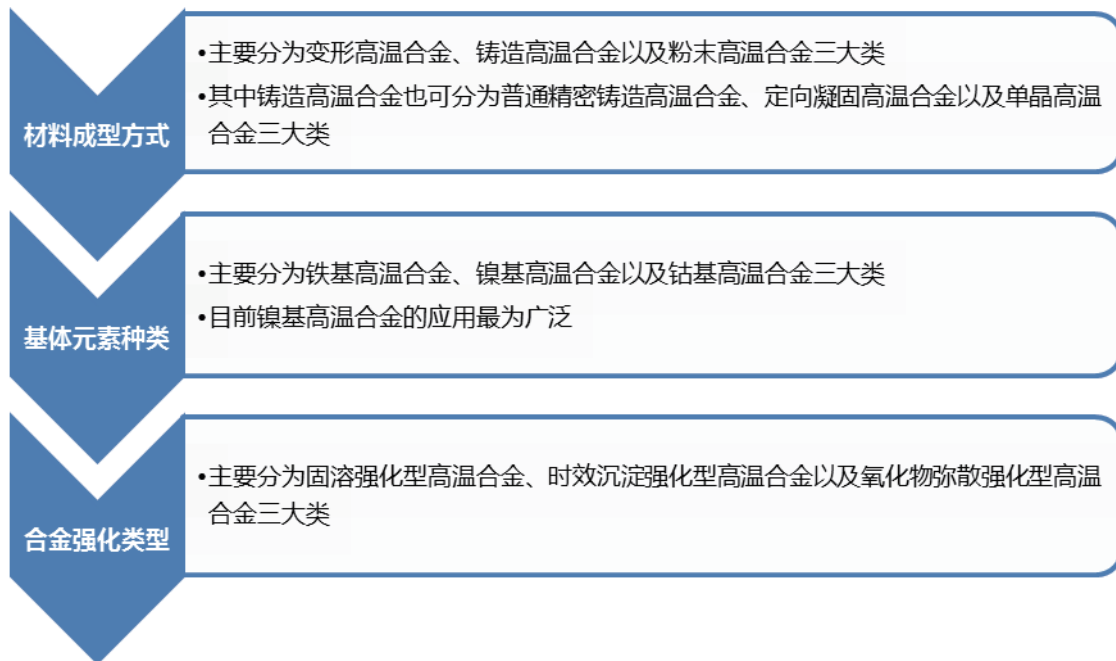 材料成型方式
•主要分为变形高温合金、铸造高温合金以及粉末高温合金三大类
•其中铸造高温合金也可分为普通精密铸造高温合金、定向凝固高温合金以及单晶高温
合金三大类
基体元素种类
•主要分为铁基高温合金、镍基高温合金以及钴基高温合金三大类
•目前镍基高温合金的应用最为广泛
合金强化类型
•主要分为固溶强化型高温合金、时效沉淀强化型高温合金以及氧化物弥散强化型高温
合金三大类